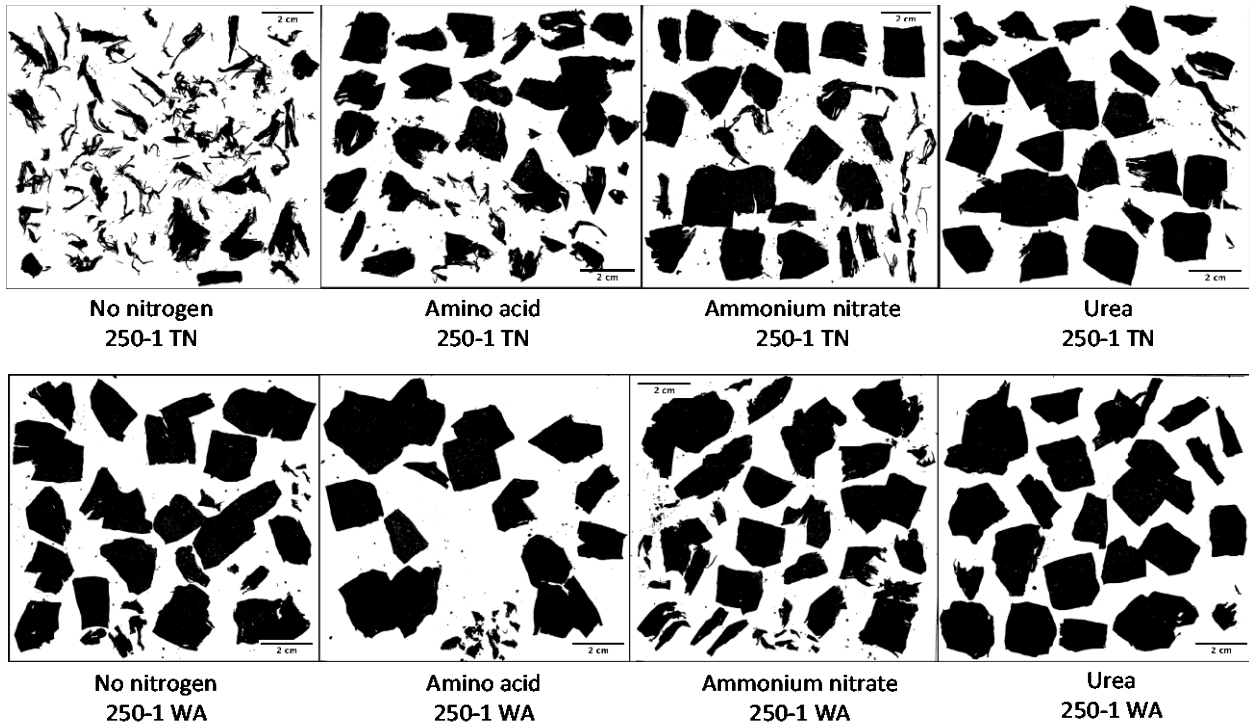 2 cm
2 cm
2 cm
2 cm
No nitrogen
250-1 TN
Amino acid
250-1 TN
Ammonium nitrate
250-1 TN
Urea
250-1 TN
2 cm
2 cm
2 cm
2 cm
No nitrogen
250-1 WA
Amino acid
250-1 WA
Ammonium nitrate
250-1 WA
Urea
250-1 WA